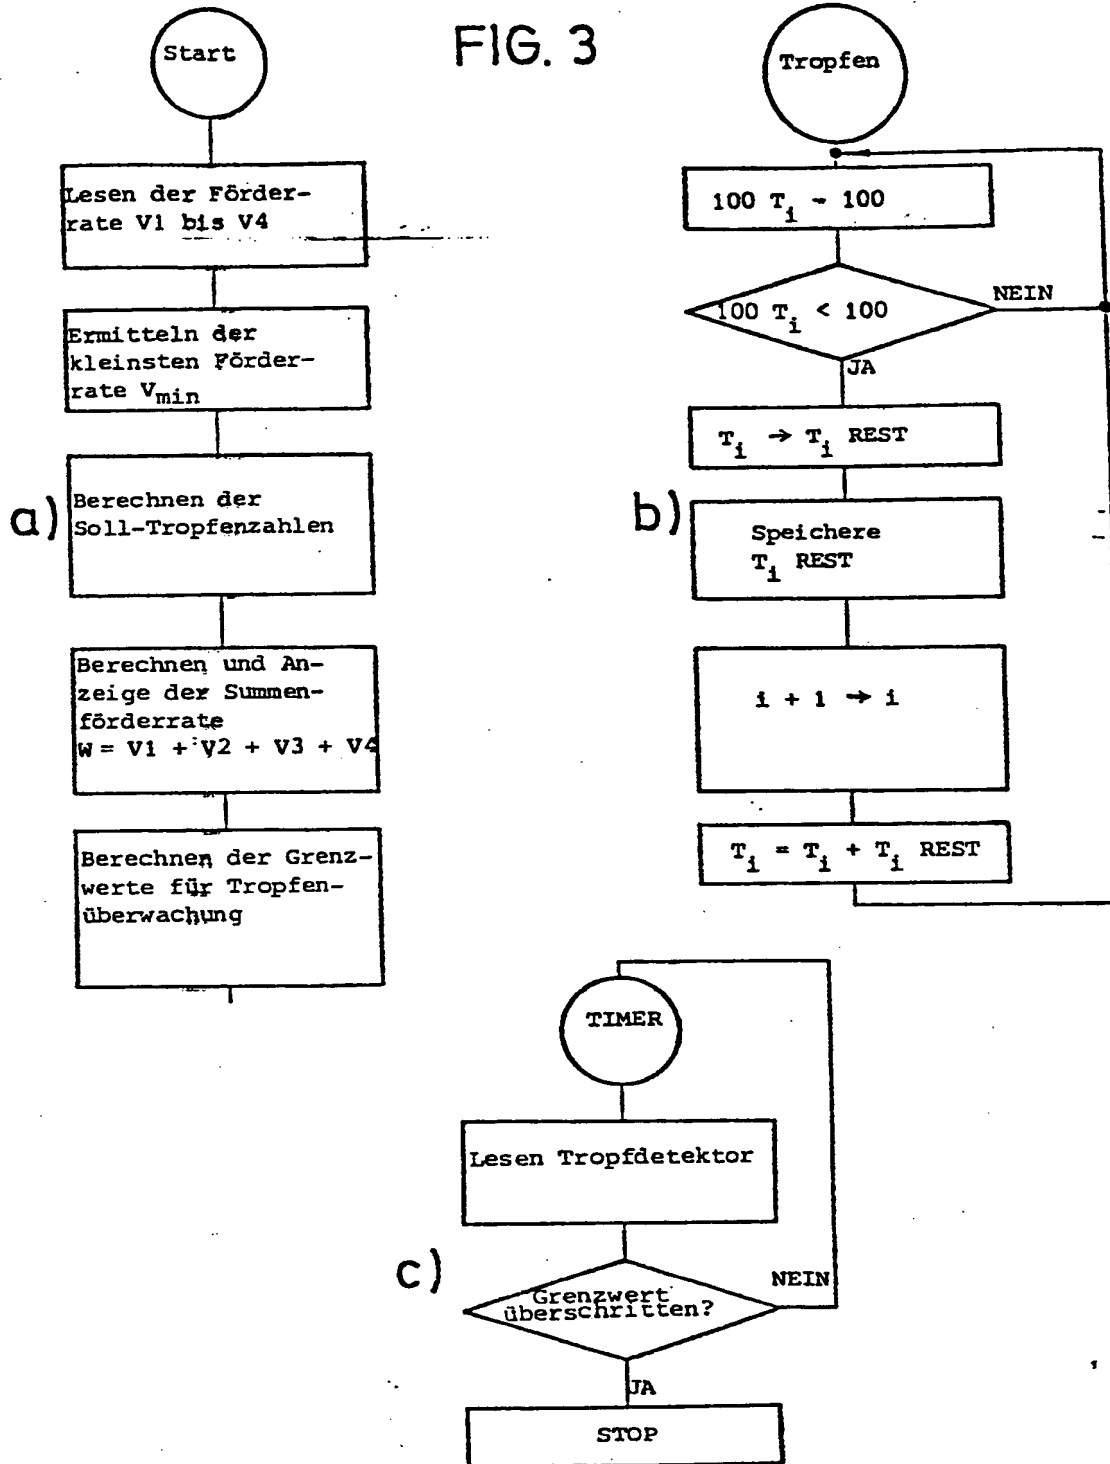 FIG. 3
Start
Lesen der Förder-
rate V1 bis V4
Ermitteln der
kleinsten Förder-
rate Vmin
a)
Berechnen der
Soll-Tropfenzahlen
Berechnen und An-
zeige der Summen-
förderrate
W = V1 + V2 + V3 + V4
Berechnen der Grenz-
werte für Tropfen-
überwachung
Tropfen
100 Ti - 100
100 Ti < 100
NEIN
JA
Ti → Ti REST
b)
Speichere
Ti REST
i + 1 → i
Ti = Ti + Ti REST
TIMER
Lesen Tropfdetektor
c)
Grenzwert
überschritten?
NEIN
JA
STOP